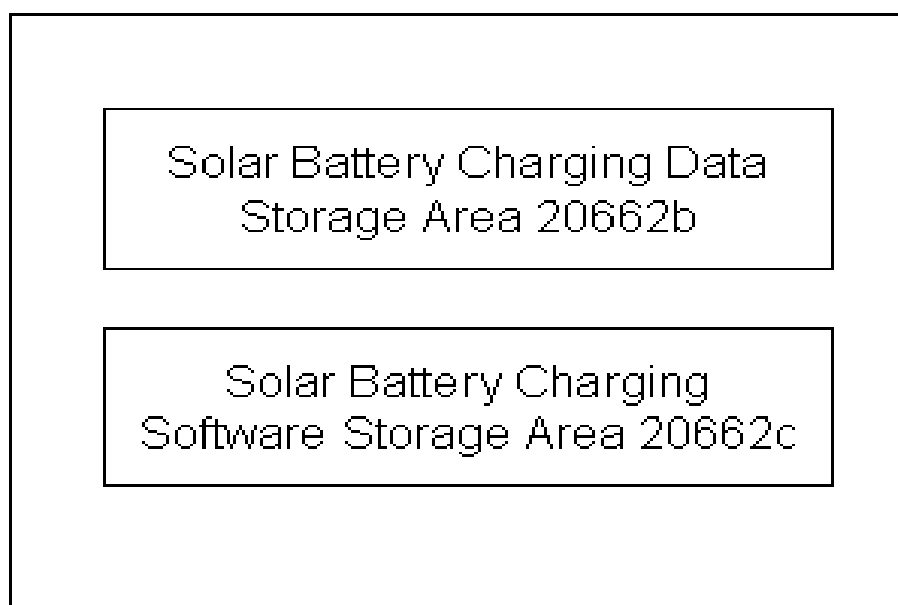 Solar Battery Charging Data
Storage Area 20662b
Solar Battery Charging
Software Storage Area 20662c